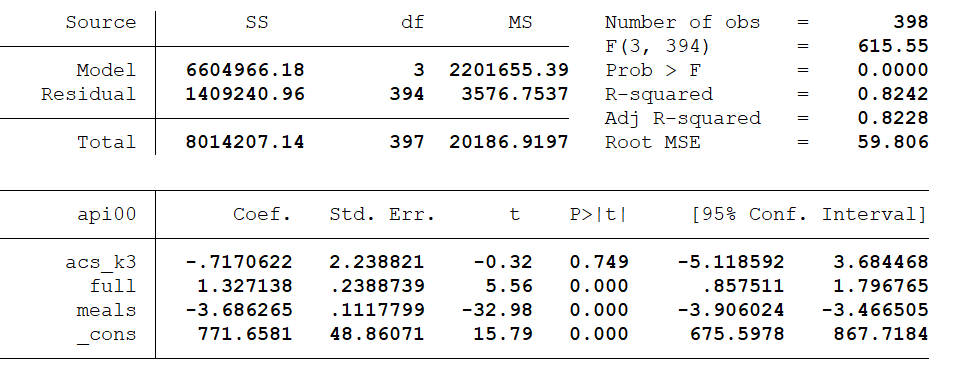 Source SS df MS Number of obs = 398
F(3, 394) = 615.55
Model 6604966.18 3 2201655.39 Prob > F = 0.0000
Residual 1409240.96 394 3576.7537 R-squared = 0.8242
Adj R-squared = 0.8228
Total 8014207.14 397 20186.9197 Root MSE = 59.806
api00 Coef. Std. Err. t P>|t| [95% Conf. Interval]
acs_k3 -.7170622 2.238821 -0.32 0.749 -5.118592 3.684468
full 1.327138 .2388739 5.56 0.000 .857511 1.796765
meals -3.686265 .1117799 -32.98 0.000 -3.906024 -3.466505
_cons 771.6581 48.86071 15.79 0.000 675.5978 867.7184